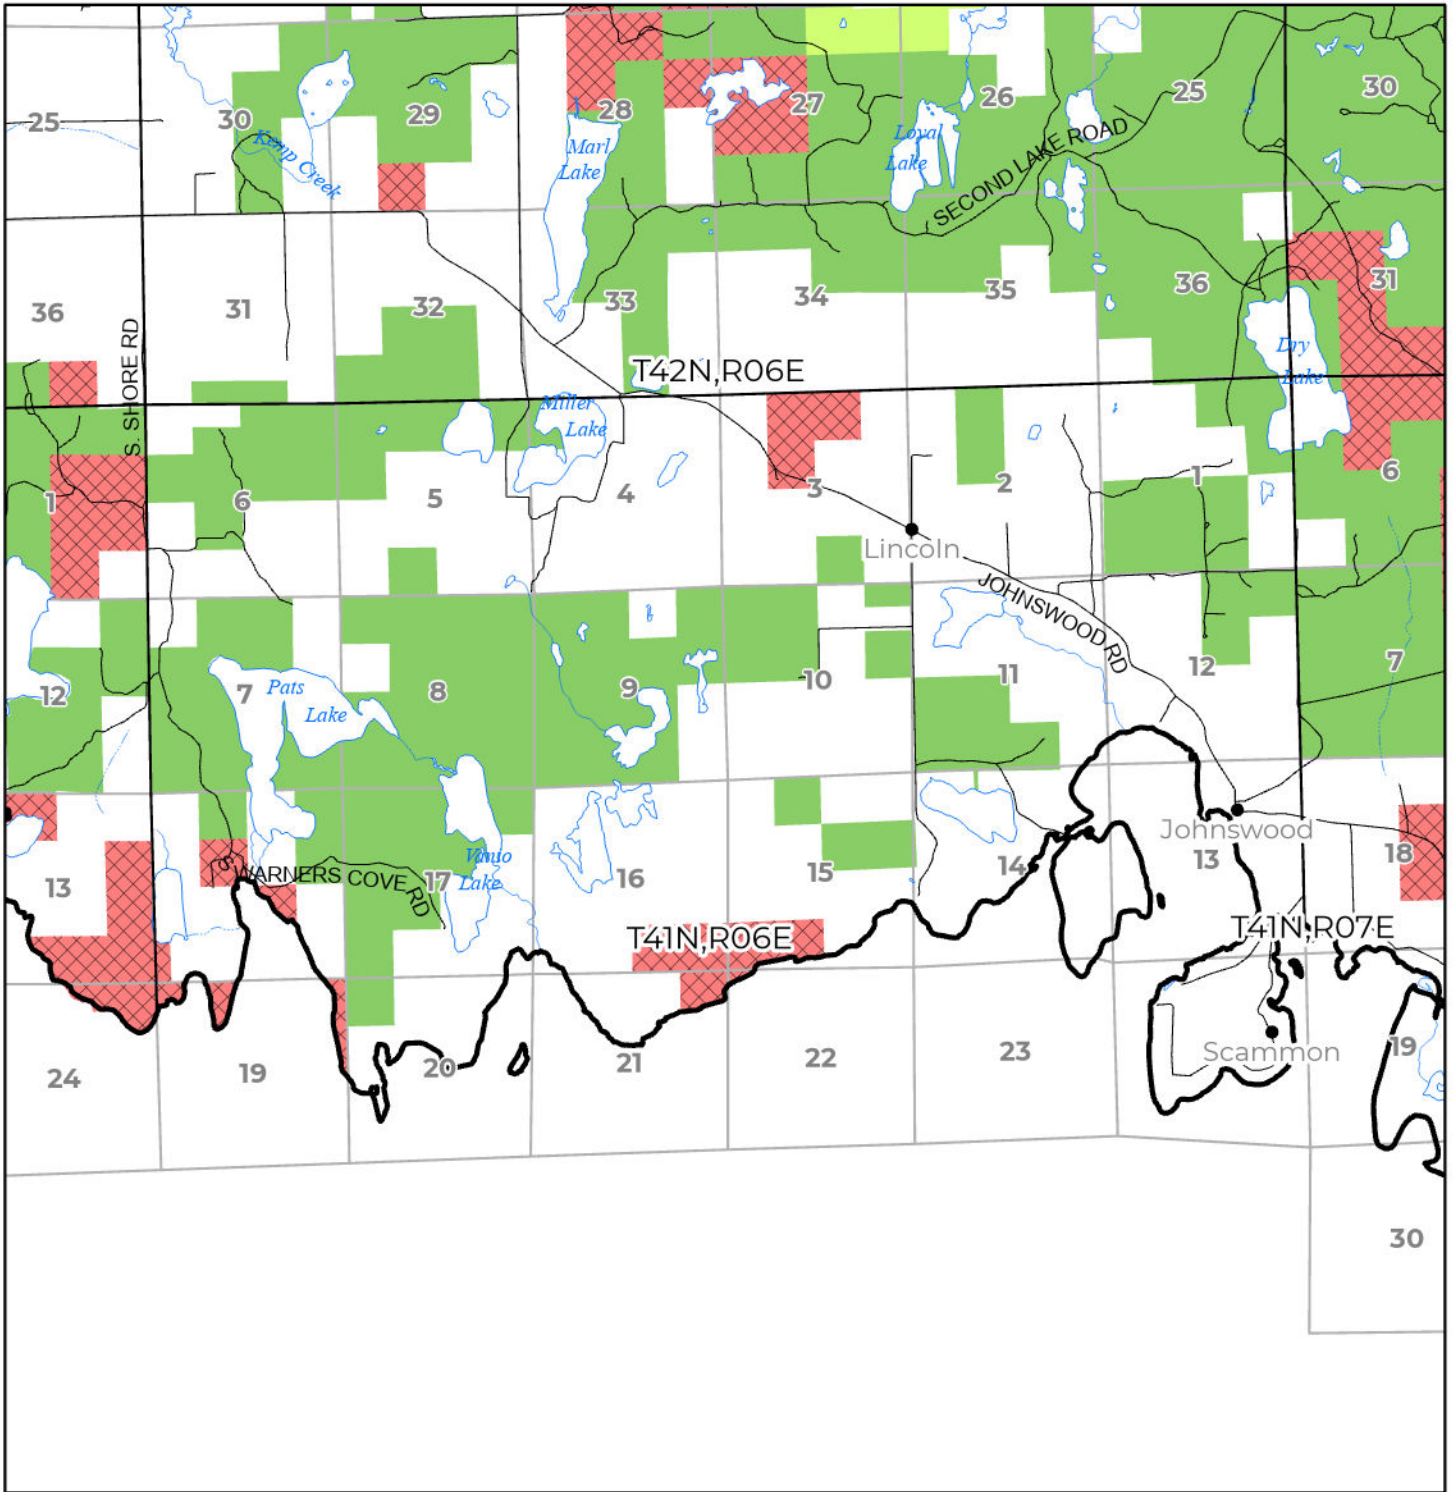 30
29
28
27
26
25
30
25
Kemp Creek
Marl
Lake
Loyal
Lake
SECOND LAKE ROAD
36
31
32
33
34
35
36
31
S. SHORE RD
T42N,R06E
Dry
Lake
Miller
Lake
1
6
5
4
3
2
1
6
Lincoln
JOHNSWOOD RD
12
7
Pats
Lake
8
9
10
11
12
7
Johnswood
13
S WARNERS COVE RD
17
Vanio
Lake
16
15
14
13
18
T41N,R06E
T41N,R07E
24
19
20
21
22
23
Scammon
19
30